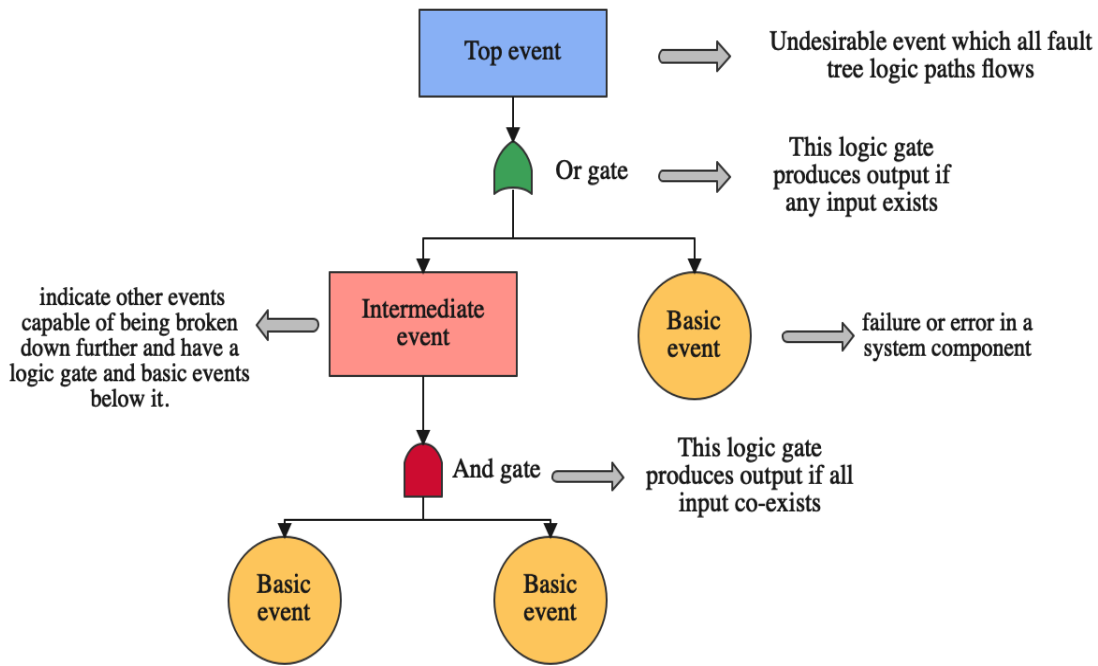 Top event
Undesirable event which all fault
tree logic paths flows
Or gate
This logic gate
produces output if
any input exists
indicate other events
capable of being broken
down further and have a
logic gate and basic events
below it.
Intermediate
event
Basic
event
failure or error in a
system component
And gate
This logic gate
produces output if all
input co-exists
Basic
event
Basic
event